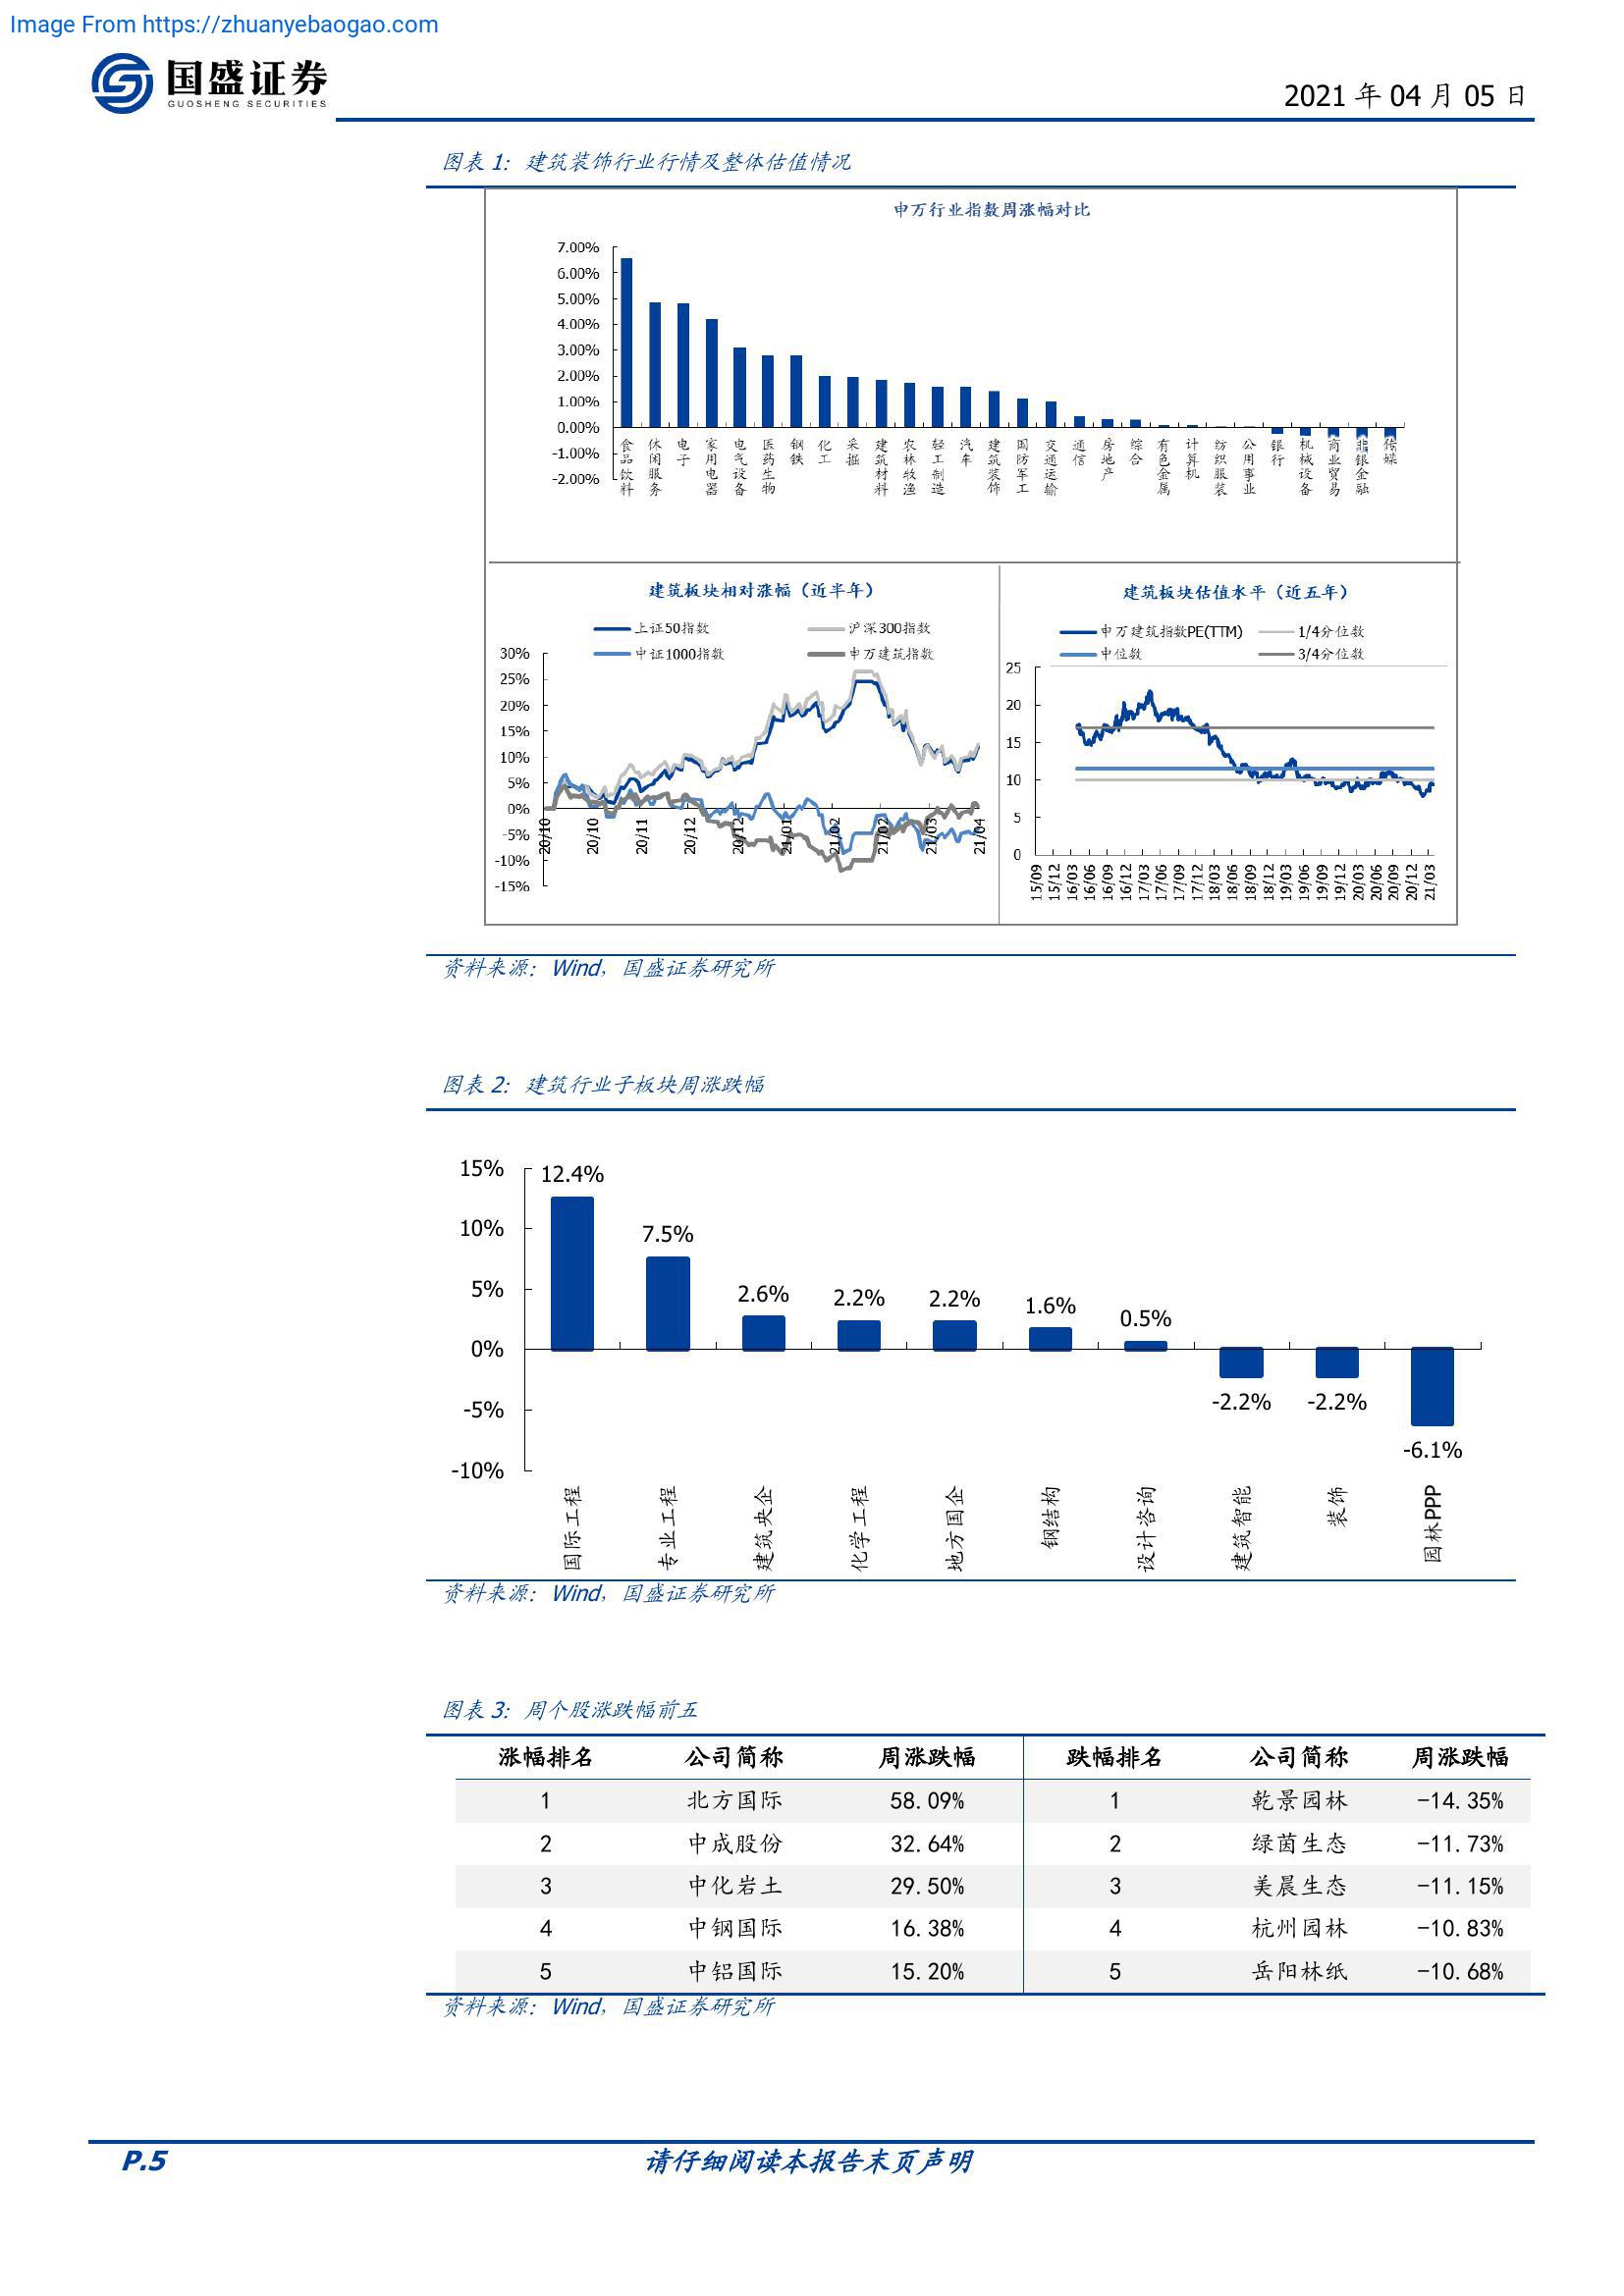 Image From https://zhuanyebaogao.com
国盛证券
GUOSHENG SECURITIES
2021 年 04 月 05 日
图表 1：建筑装饰行业行情及整体估值情况
申万行业指数周涨幅对比
7.00%
6.00%
5.00%
4.00%
3.00%
2.00%
1.00%
0.00%
-1.00%
-2.00%
食品饮料
休闲服务
电子
家用电器
电气设备
医药生物
钢铁
化工
采掘
建筑材料
农林牧渔
轻工制造
汽车
建筑装饰
国防军工
交通运输
通信
房地产
综合
有色金属
计算机
纺织服装
公用事业
银行
机械设备
商业贸易
非银金融
传媒
建筑板块相对涨幅（近半年）
上证50指数
沪深300指数
中证1000指数
申万建筑指数
30%
25%
20%
15%
10%
5%
0%
-5%
-10%
-15%
20/10
20/10
20/11
20/12
20/12
21/01
21/02
21/02
21/03
21/04
建筑板块估值水平（近五年）
申万建筑指数PE(TTM)
1/4分位数
中位数
3/4分位数
25
20
15
10
5
0
15/09
15/12
16/03
16/06
16/09
16/12
17/03
17/06
17/09
17/12
18/03
18/06
18/09
18/12
19/03
19/06
19/09
19/12
20/03
20/06
20/09
20/12
21/03
资料来源：Wind，国盛证券研究所
图表 2：建筑行业子板块周涨跌幅
15%
10%
5%
0%
-5%
-10%
12.4%
7.5%
2.6%
2.2%
2.2%
1.6%
0.5%
-2.2%
-2.2%
-6.1%
国际工程
专业工程
建筑央企
化学工程
地方国企
钢结构
设计咨询
建筑智能
装饰
园林PPP
资料来源：Wind，国盛证券研究所
图表 3：周个股涨跌幅前五
涨幅排名 公司简称 周涨跌幅 跌幅排名 公司简称 周涨跌幅
1 北方国际 58.09% 1 乾景园林 -14.35%
2 中成股份 32.64% 2 绿茵生态 -11.73%
3 中化岩土 29.50% 3 美晨生态 -11.15%
4 中钢国际 16.38% 4 杭州园林 -10.83%
5 中铝国际 15.20% 5 岳阳林纸 -10.68%
资料来源：Wind，国盛证券研究所
P.5
请仔细阅读本报告末页声明